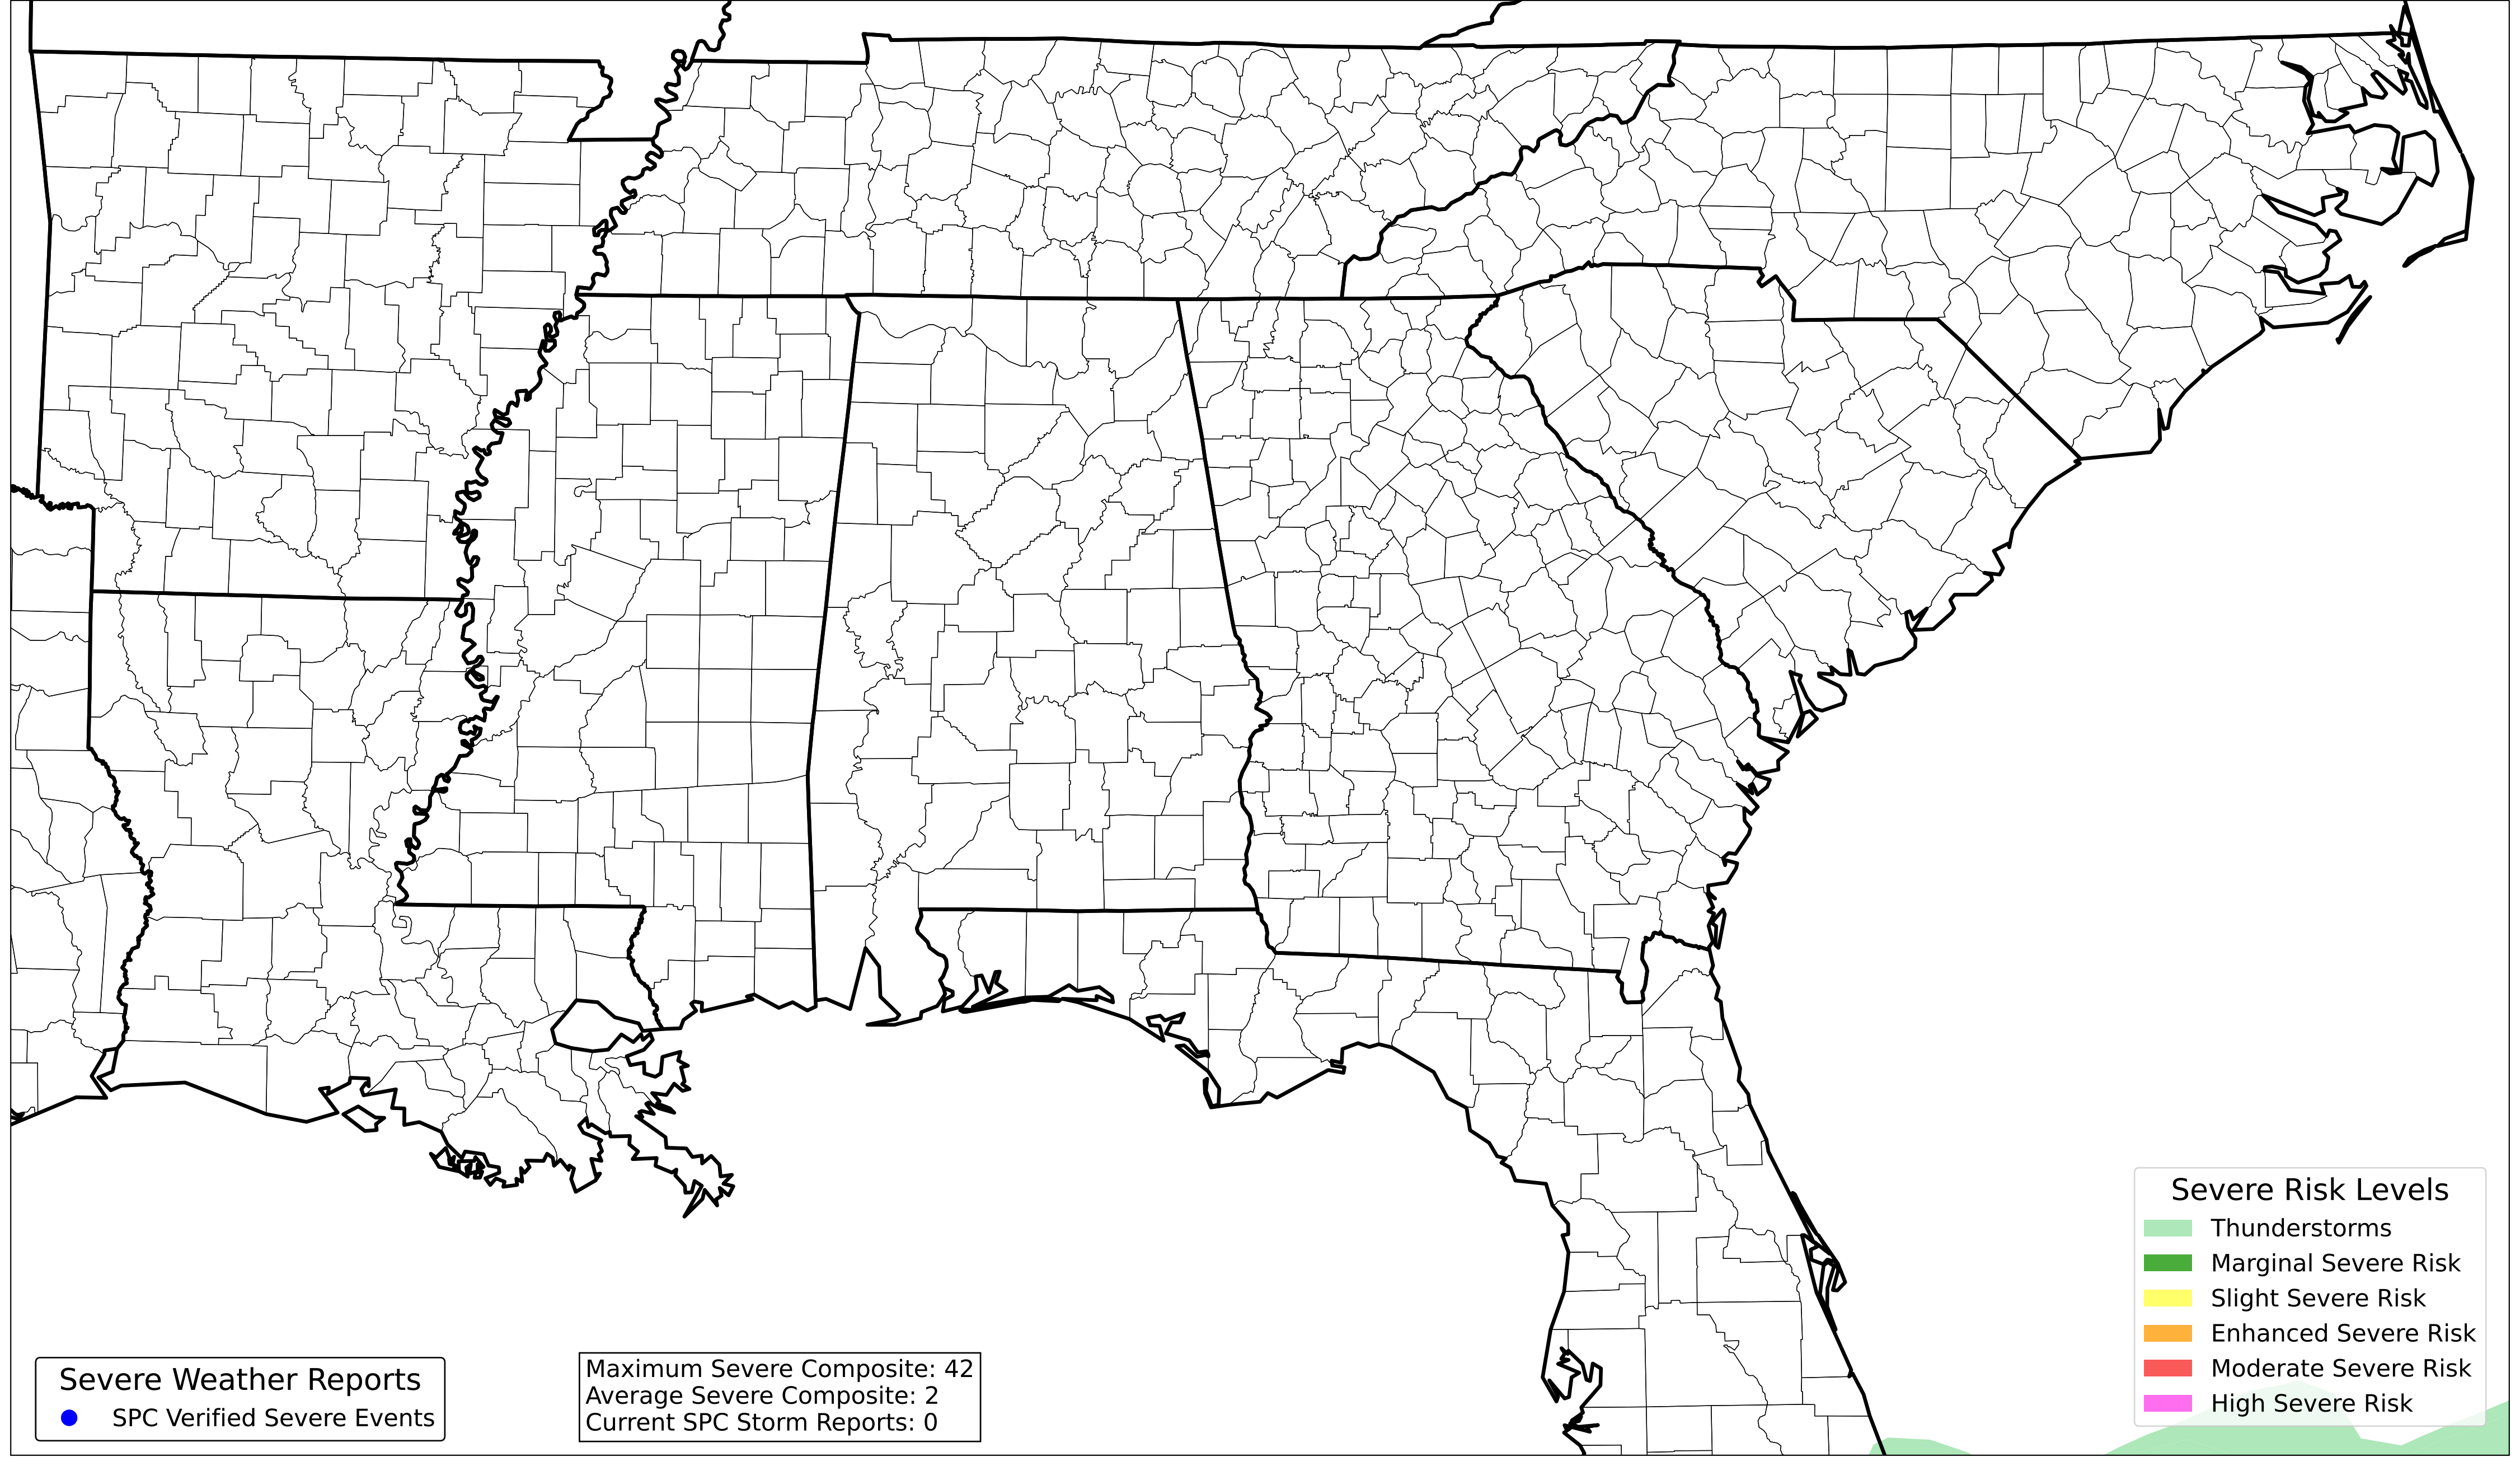 Severe Risk Levels
Thunderstorms
Marginal Severe Risk
Slight Severe Risk
Enhanced Severe Risk
Moderate Severe Risk
High Severe Risk
Severe Weather Reports
SPC Verified Severe Events
Maximum Severe Composite: 42
Average Severe Composite: 2
Current SPC Storm Reports: 0